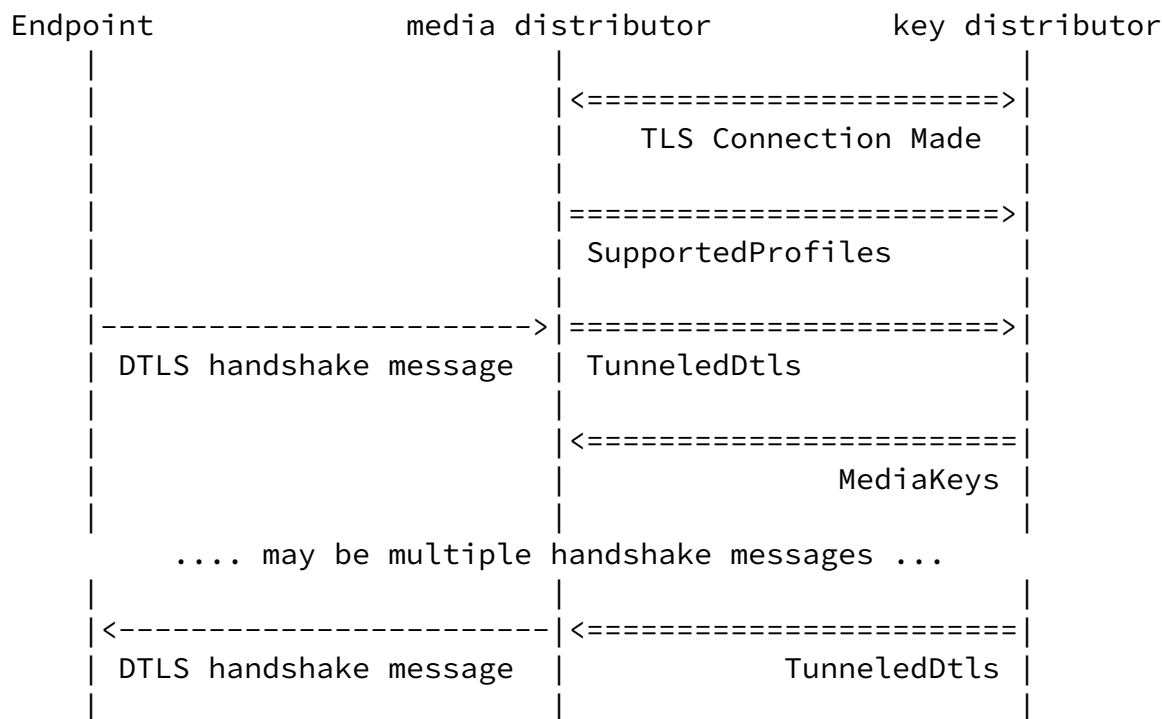 Endpoint media distributor key distributor
TLS Connection Made
SupportedProfiles
DTLS handshake message TunneledDtls
MediaKeys
.... may be multiple handshake messages ...
DTLS handshake message TunneledDtls